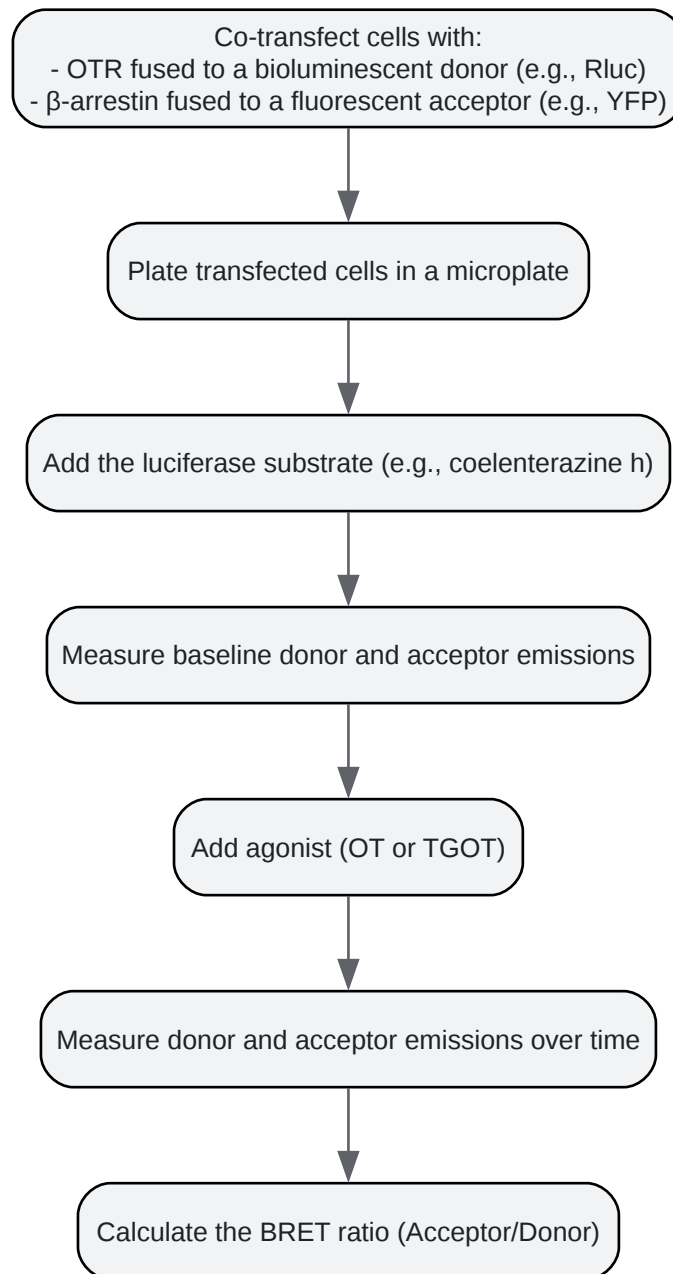 Co-transfect cells with:
- OTR fused to a bioluminescent donor (e.g., Rluc)
- β-arrestin fused to a fluorescent acceptor (e.g., YFP)
Plate transfected cells in a microplate
Add the luciferase substrate (e.g., coelenterazine h)
Measure baseline donor and acceptor emissions
Add agonist (OT or TGOT)
Measure donor and acceptor emissions over time
Calculate the BRET ratio (Acceptor/Donor)